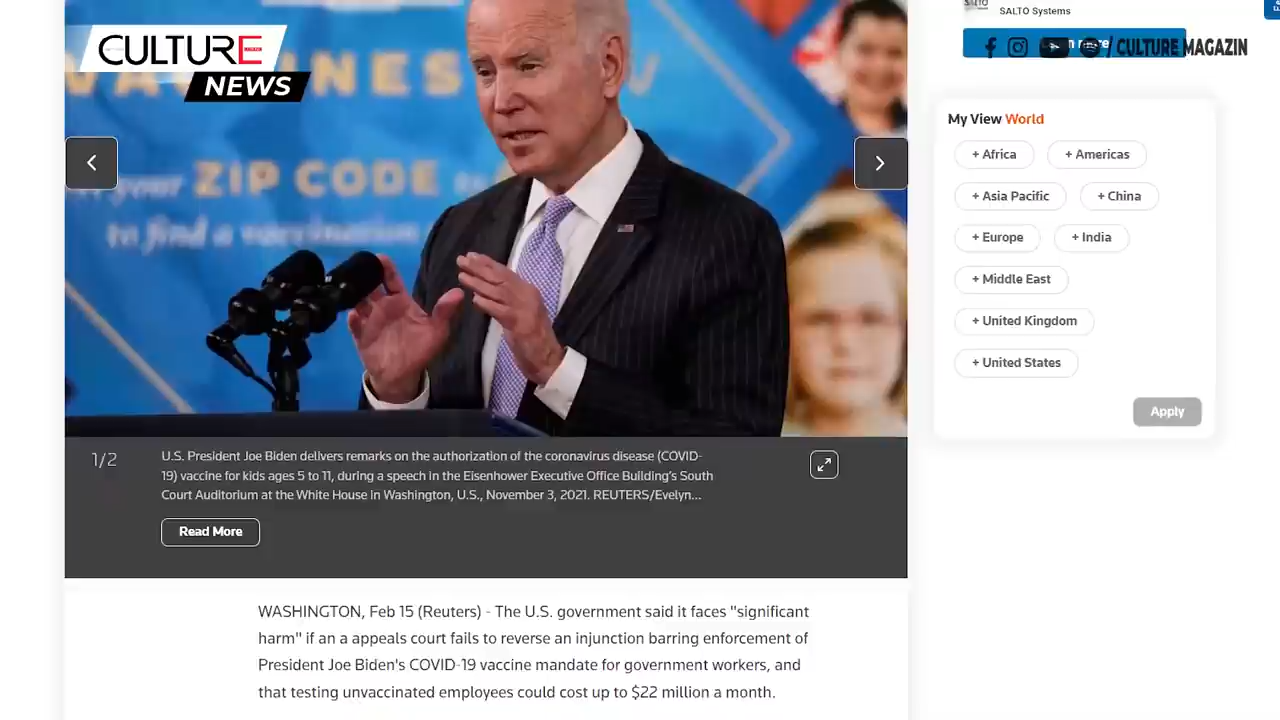 SALTO Systems
CULTURE
NEWS
/ CULTURE MAGAZIN
ZIP CODE to
to find a vaccination
My View World
+ Africa
+ Americas
+ Asia Pacific
+ China
+ Europe
+ India
+ Middle East
+ United Kingdom
+ United States
Apply
1/2
U.S. President Joe Biden delivers remarks on the authorization of the coronavirus disease (COVID-
19) vaccine for kids ages 5 to 11, during a speech in the Eisenhower Executive Office Building's South
Court Auditorium at the White House in Washington, U.S., November 3, 2021. REUTERS/Evelyn...
Read More
WASHINGTON, Feb 15 (Reuters) - The U.S. government said it faces "significant
harm" if an a appeals court fails to reverse an injunction barring enforcement of
President Joe Biden's COVID-19 vaccine mandate for government workers, and
that testing unvaccinated employees could cost up to $22 million a month.